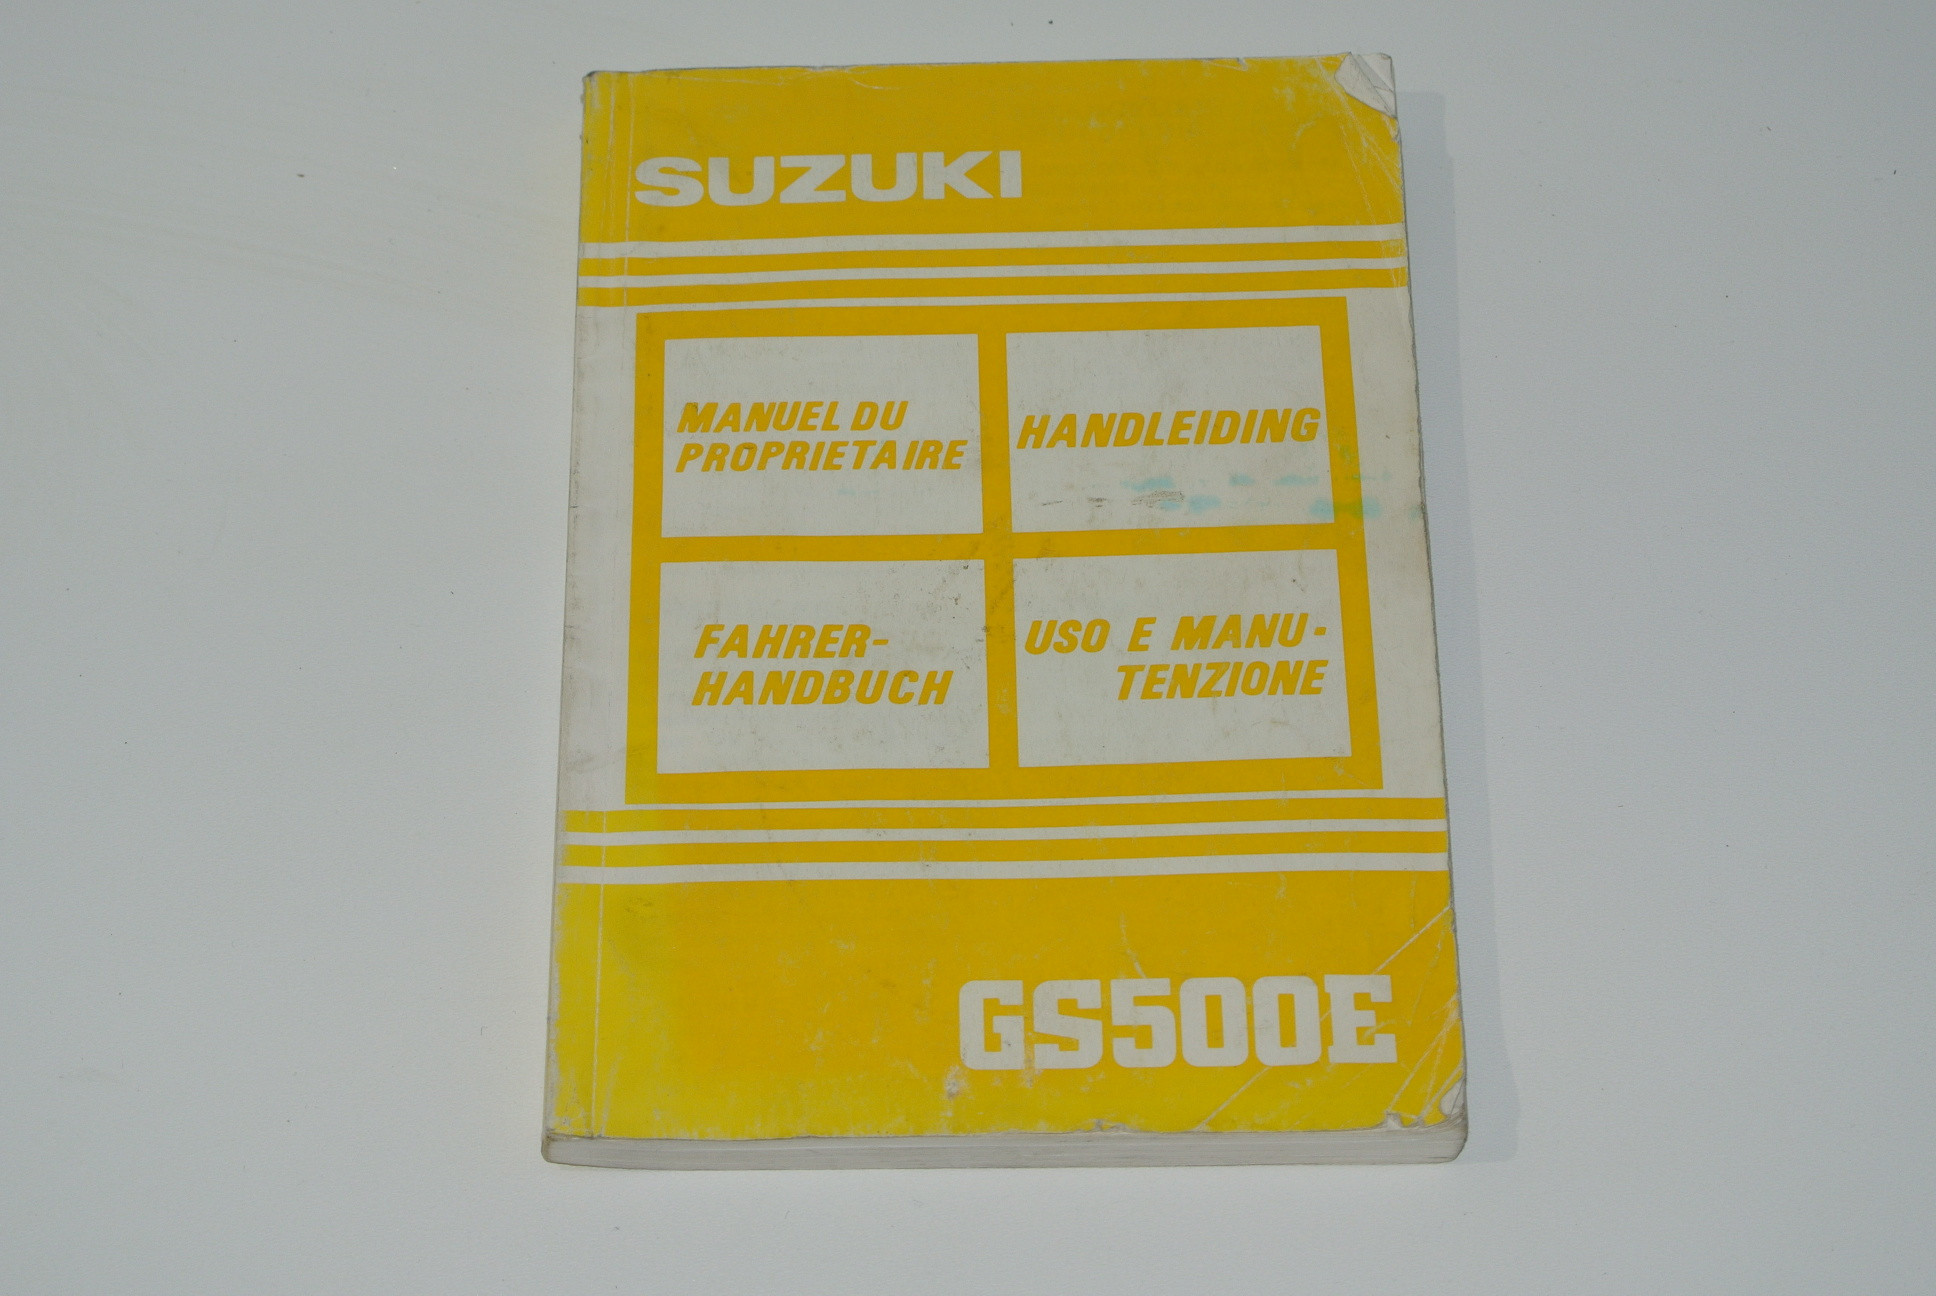 SUZUKI
MANUEL DU
PROPRIETAIRE
HANDLEIDING
FAHRER-
HANDBUCH
USO E MANU-
TENZIONE
GS500E